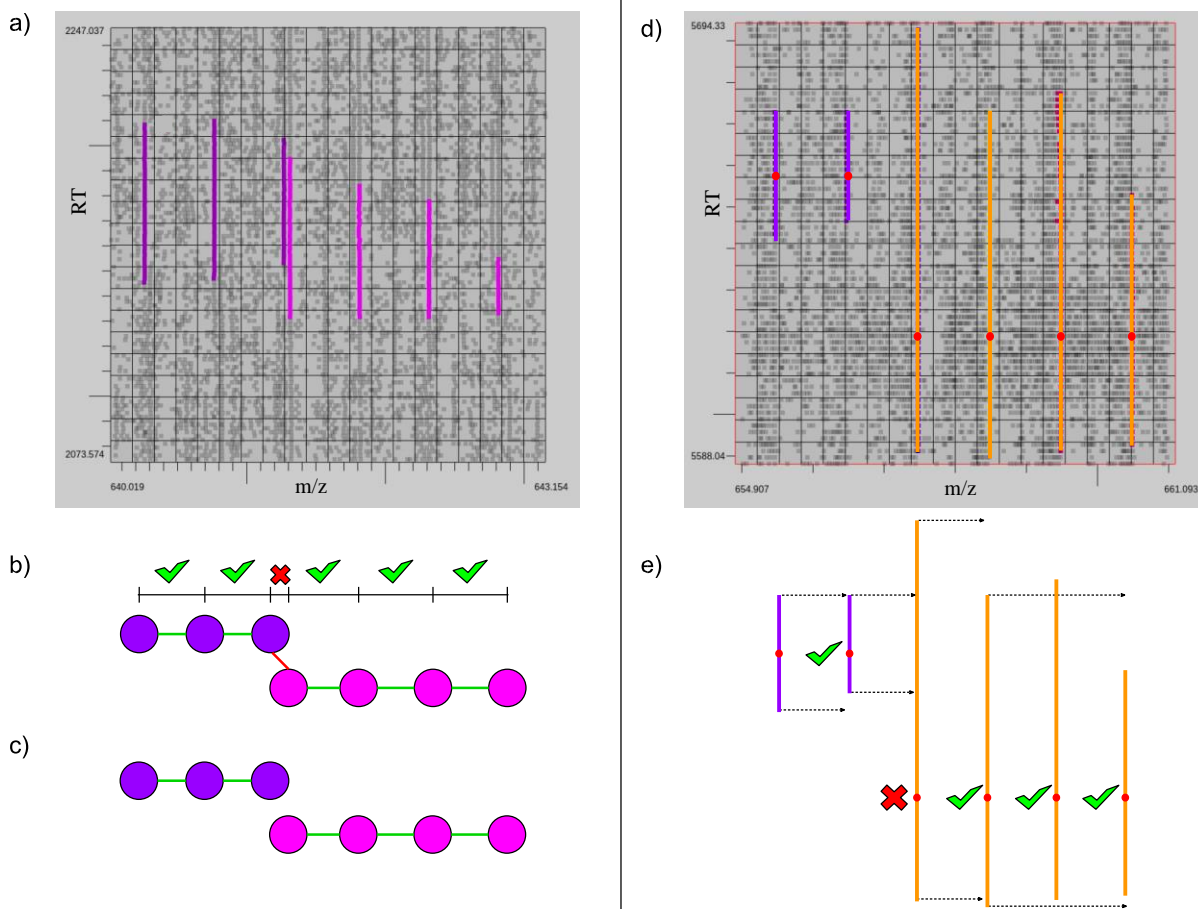 a)
2247.037
RT
2073.574
640.019
m/z
643.154
b)
c)
d)
5694.33
RT
5588.04
654.907
m/z
661.093
e)